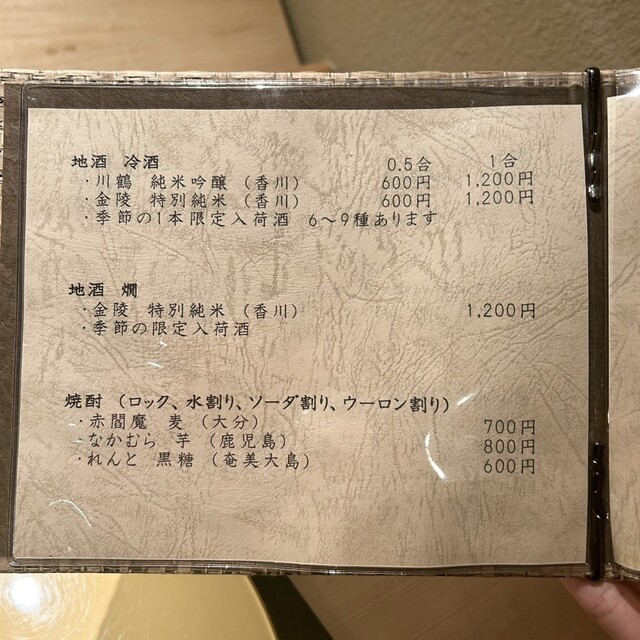 地酒 冷酒 0.5合 1合
・川鶴 純米吟醸 (香川) 600円 1,200円
・金陵 特別純米 (香川) 600円 1,200円
・季節の1本限定入荷酒 6〜9種あります
地酒 燗
・金陵 特別純米 (香川) 1,200円
・季節の限定入荷酒
焼酎 (ロック、水割り、ソーダ割り、ウーロン割り)
・赤閻魔 麦 (大分) 700円
・なかむら 芋 (鹿児島) 800円
・れんと 黒糖 (奄美大島) 600円